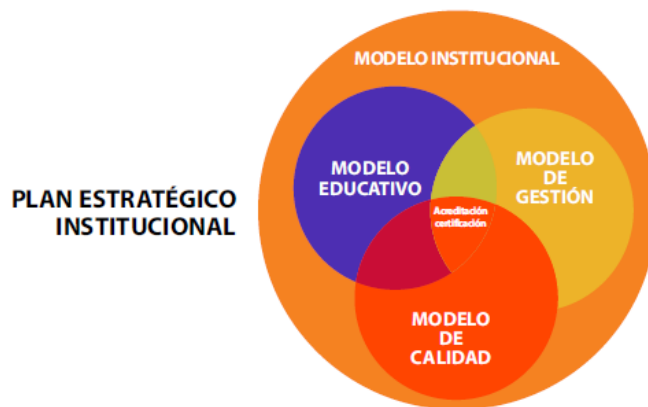 MODELO INSTITUCIONAL
MODELO
EDUCATIVO
MODELO
DE
GESTIÓN
PLAN ESTRATÉGICO
INSTITUCIONAL
Acreditación
certificación
MODELO
DE
CALIDAD